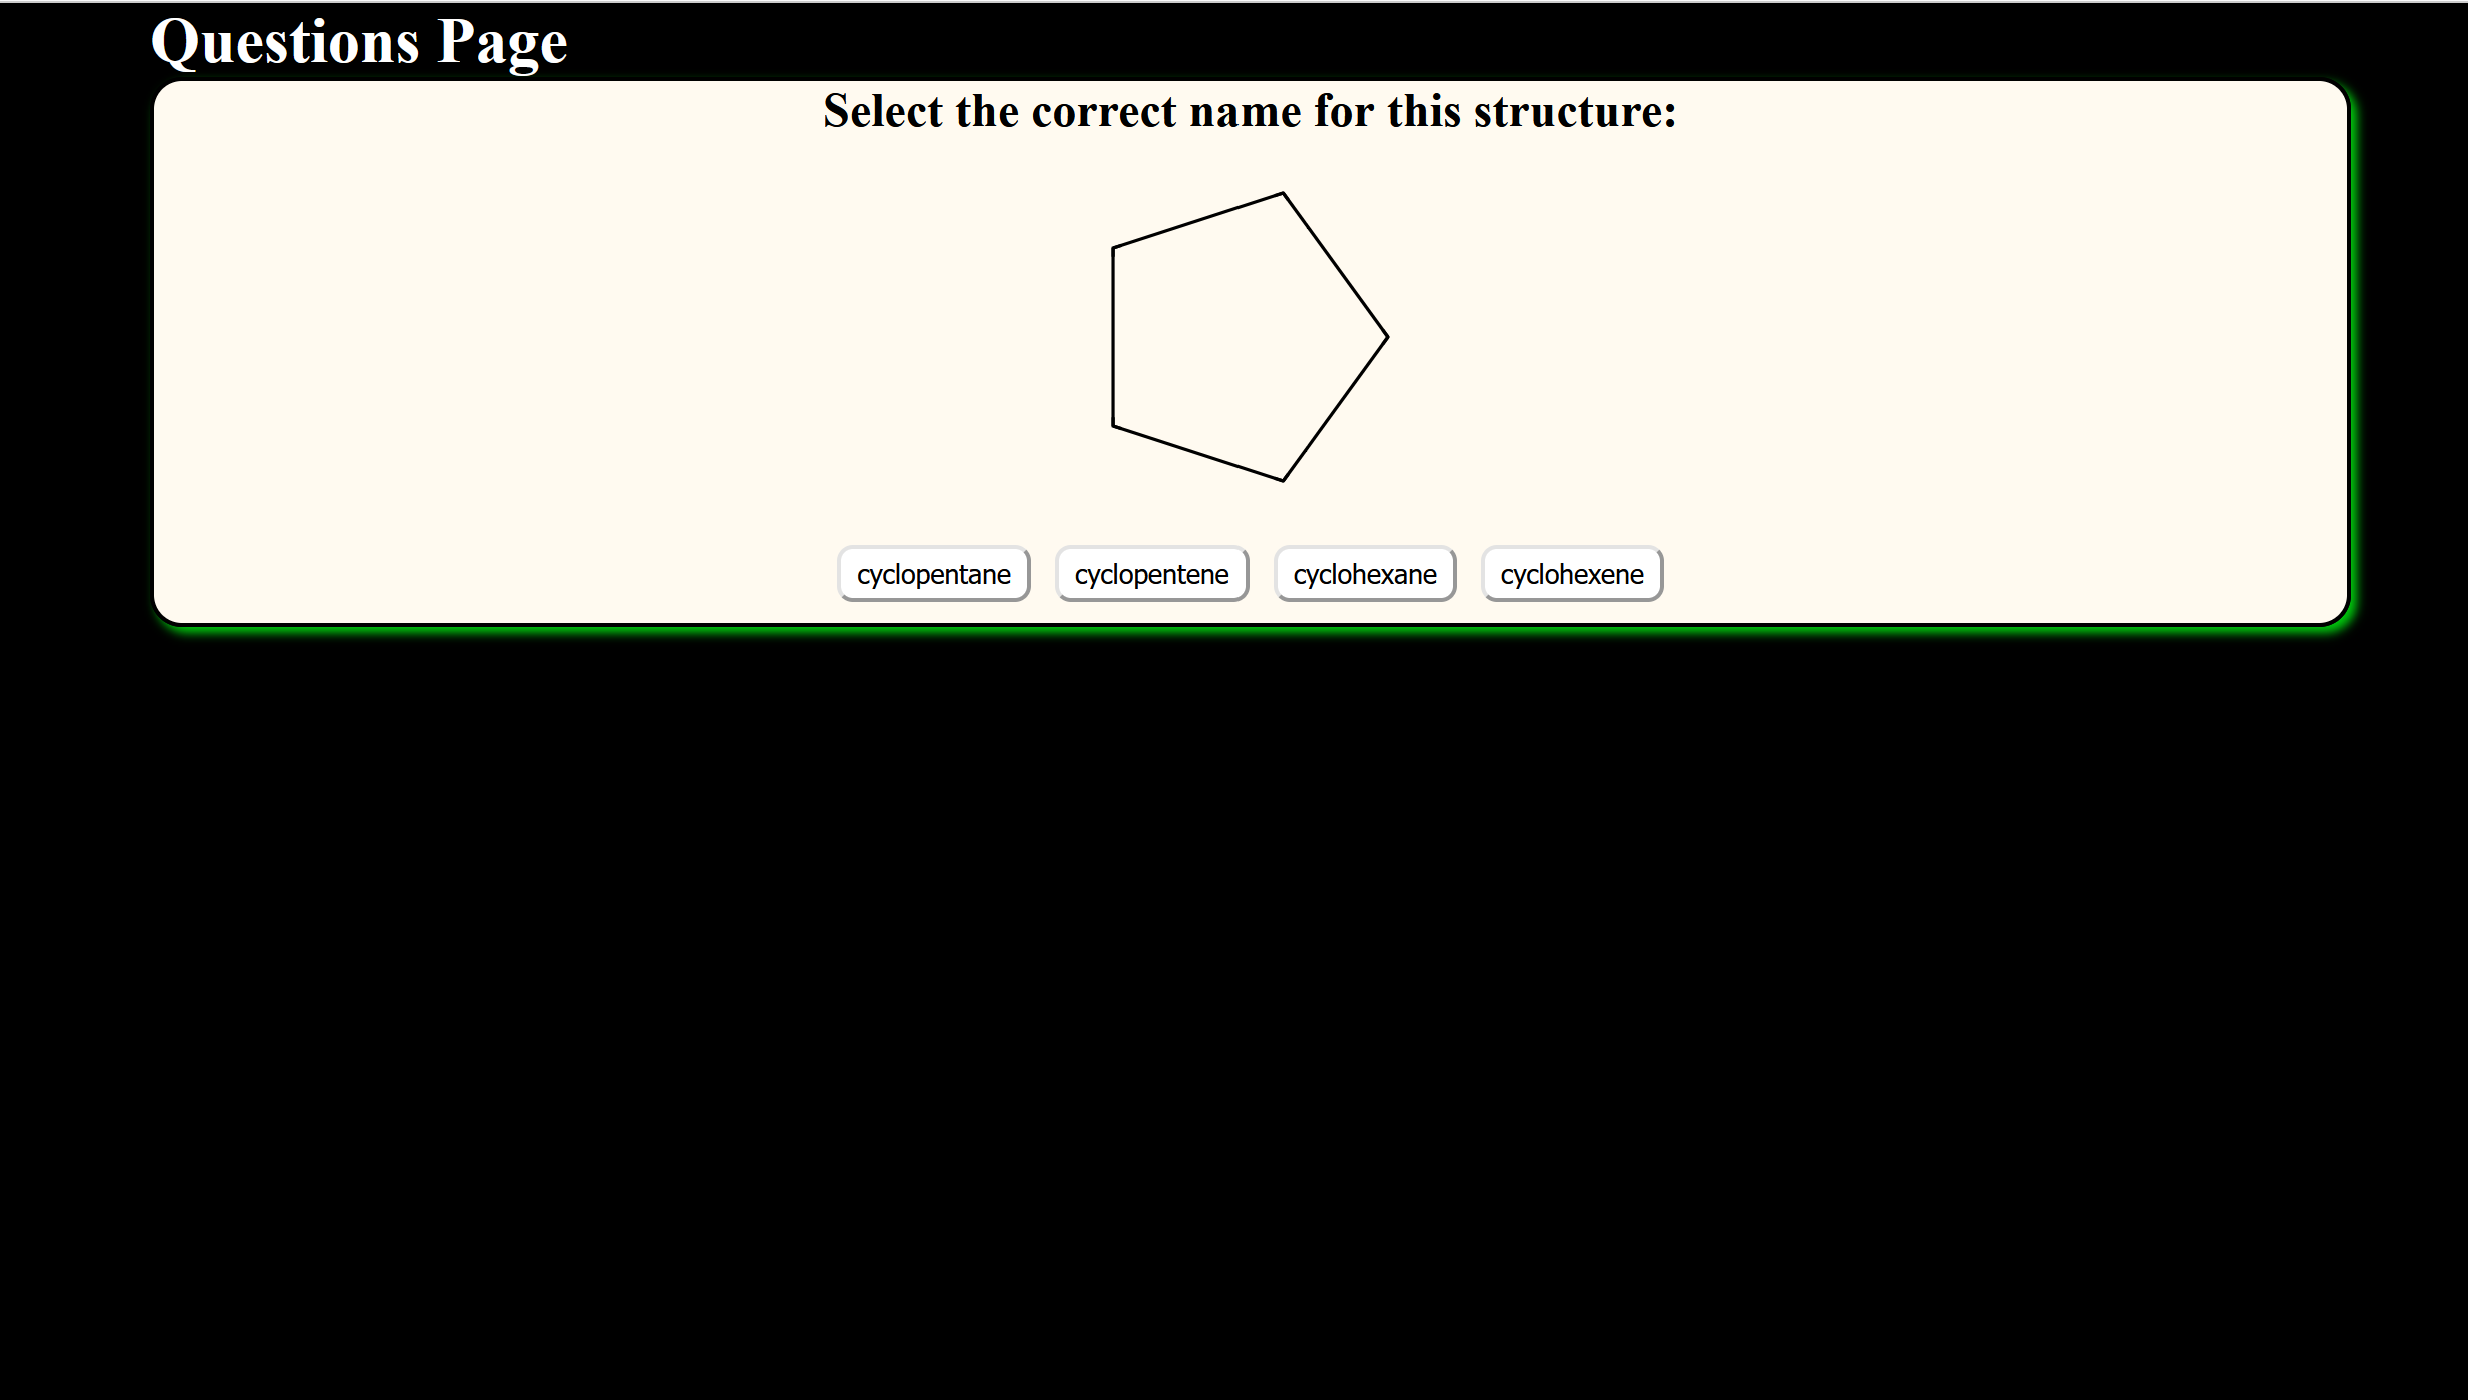 Questions Page
Select the correct name for this structure:
cyclopentane cyclopentene cyclohexane cyclohexene